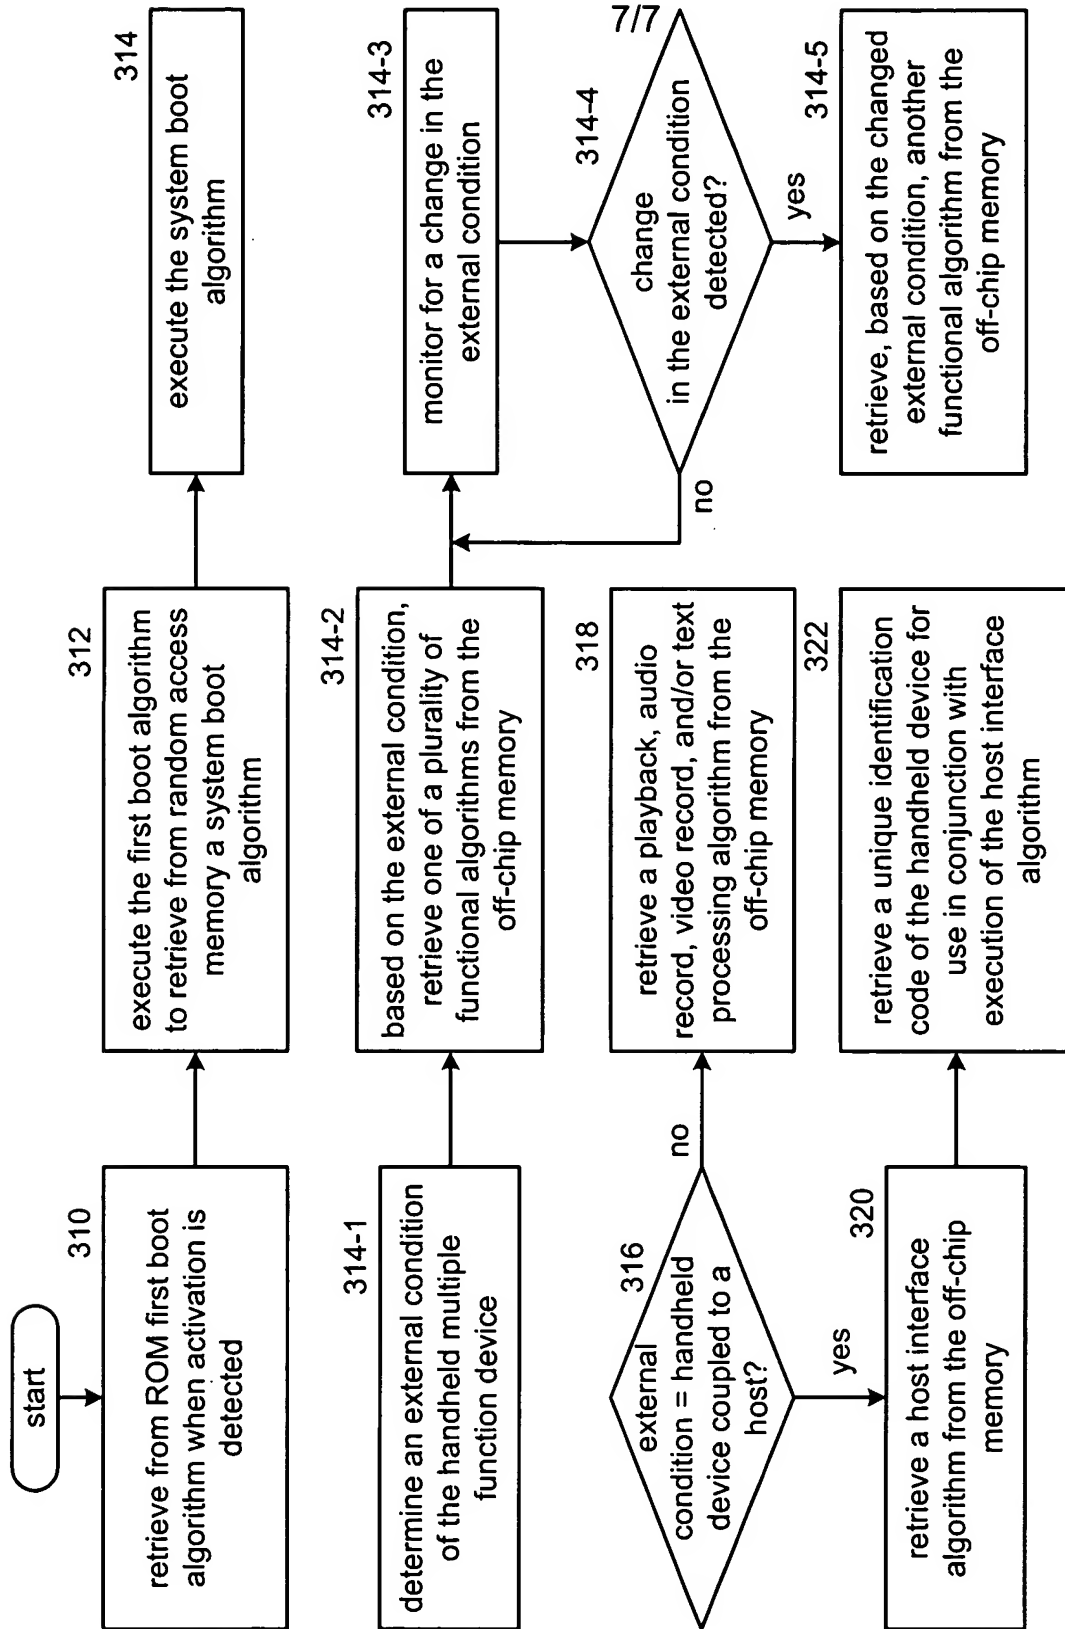 7/7
start
310
retrieve from ROM first boot
algorithm when activation is
detected
312
execute the first boot algorithm
to retrieve from random access
memory a system boot
algorithm
314
execute the system boot
algorithm
314-1
determine an external condition
of the handheld multiple
function device
314-2
based on the external condition,
retrieve one of a plurality of
functional algorithms from the
off-chip memory
314-3
monitor for a change in the
external condition
314-4
change
in the external condition
detected?
no
yes
314-5
retrieve, based on the changed
external condition, another
functional algorithm from the
off-chip memory
316
external
condition = handheld
device coupled to a
host?
no
yes
318
retrieve a playback, audio
record, video record, and/or text
processing algorithm from the
off-chip memory
320
retrieve a host interface
algorithm from the off-chip
memory
322
retrieve a unique identification
code of the handheld device for
use in conjunction with
execution of the host interface
algorithm